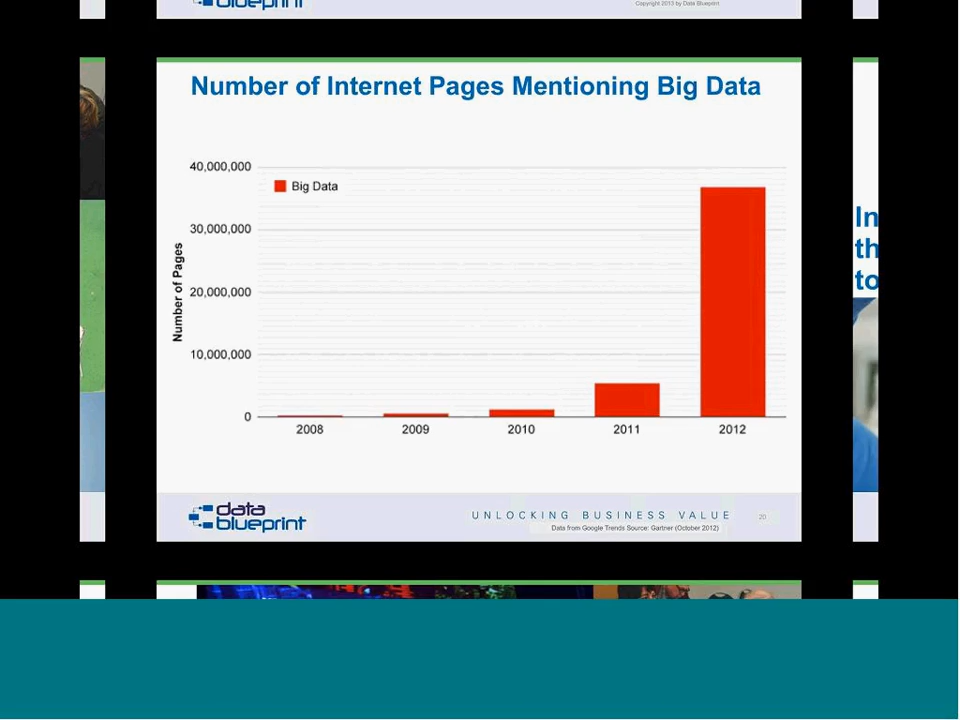 blueprint
Copyright 2013 by Data Blueprint
Number of Internet Pages Mentioning Big Data
40,000,000
Big Data
30,000,000
20,000,000
10,000,000
0
Number of Pages
2008 2009 2010 2011 2012
In
th
to
data
blueprint
UNLOCKING BUSINESS VALUE
20
Data from Google Trends Source: Gartner (October 2012)